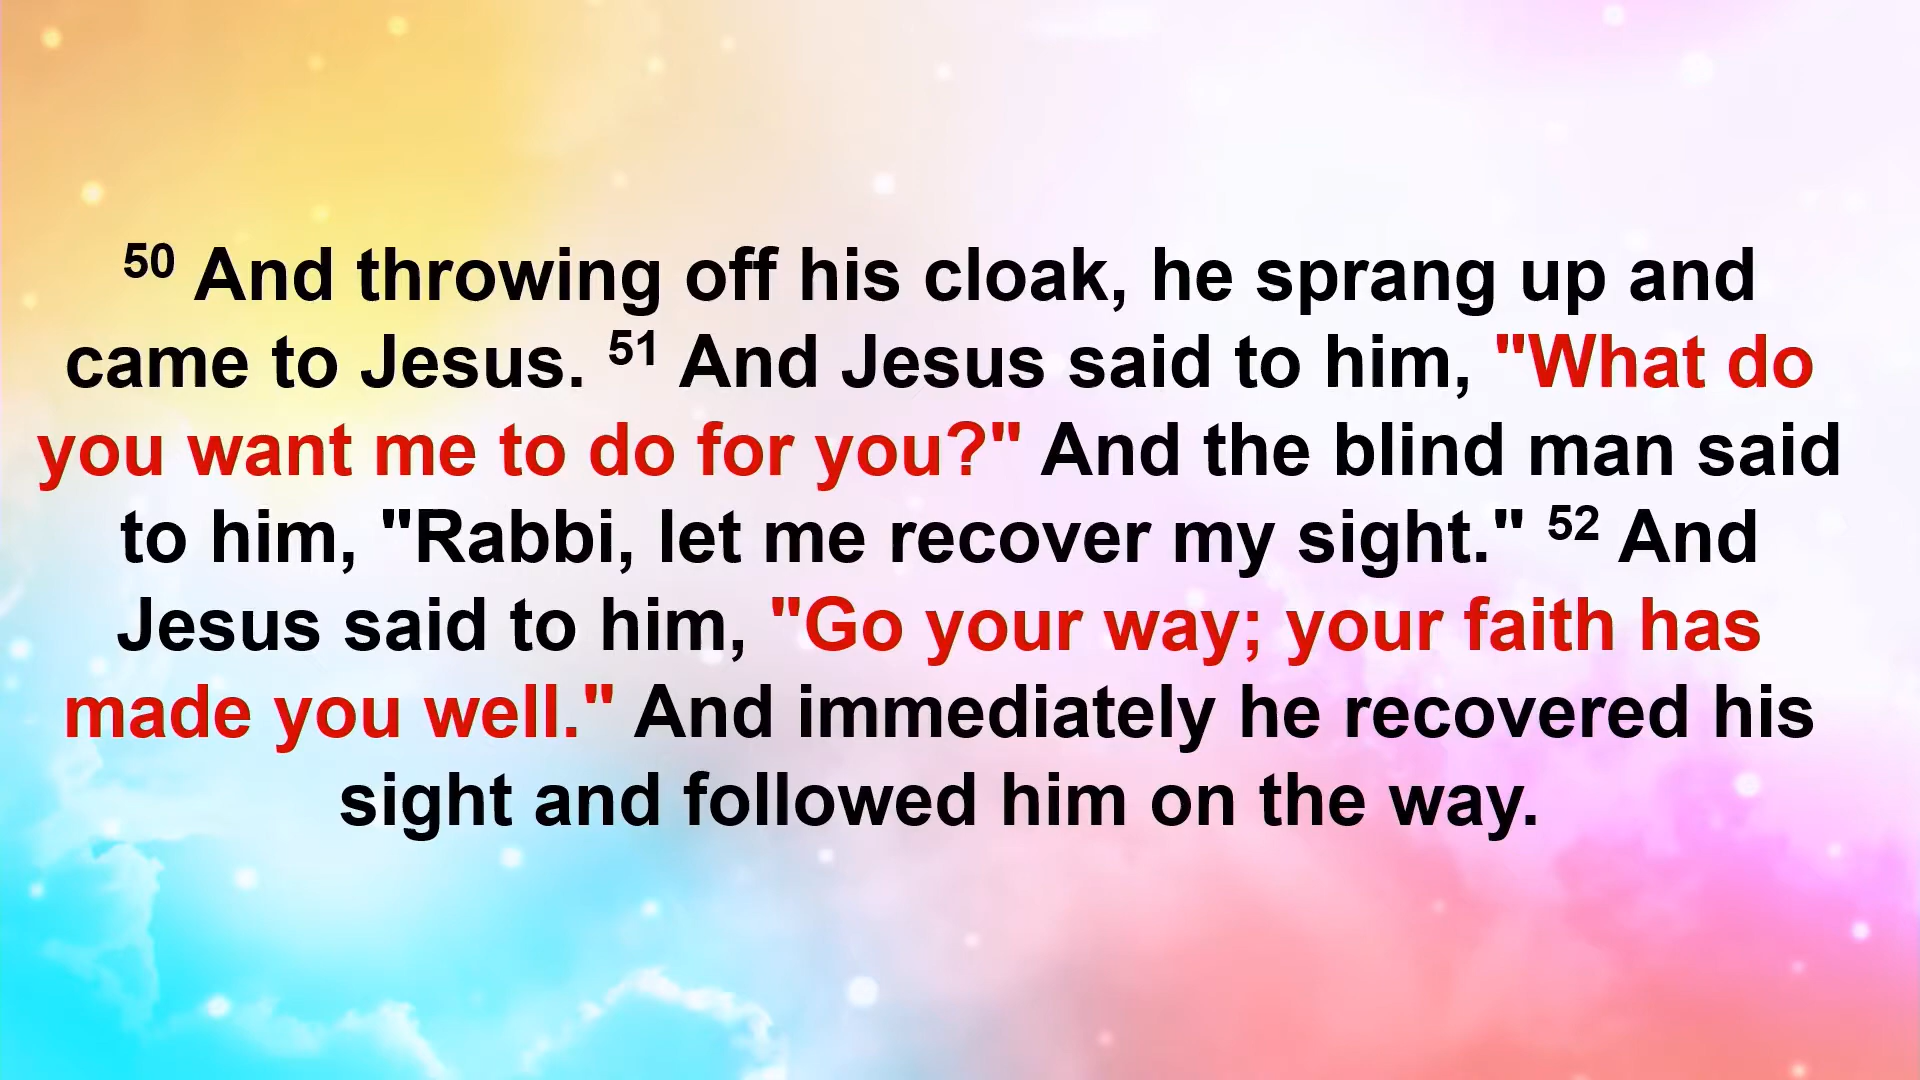 50 And throwing off his cloak, he sprang up and
came to Jesus. 51 And Jesus said to him, "What do
you want me to do for you?" And the blind man said
to him, "Rabbi, let me recover my sight." 52 And
Jesus said to him, "Go your way; your faith has
made you well." And immediately he recovered his
sight and followed him on the way.